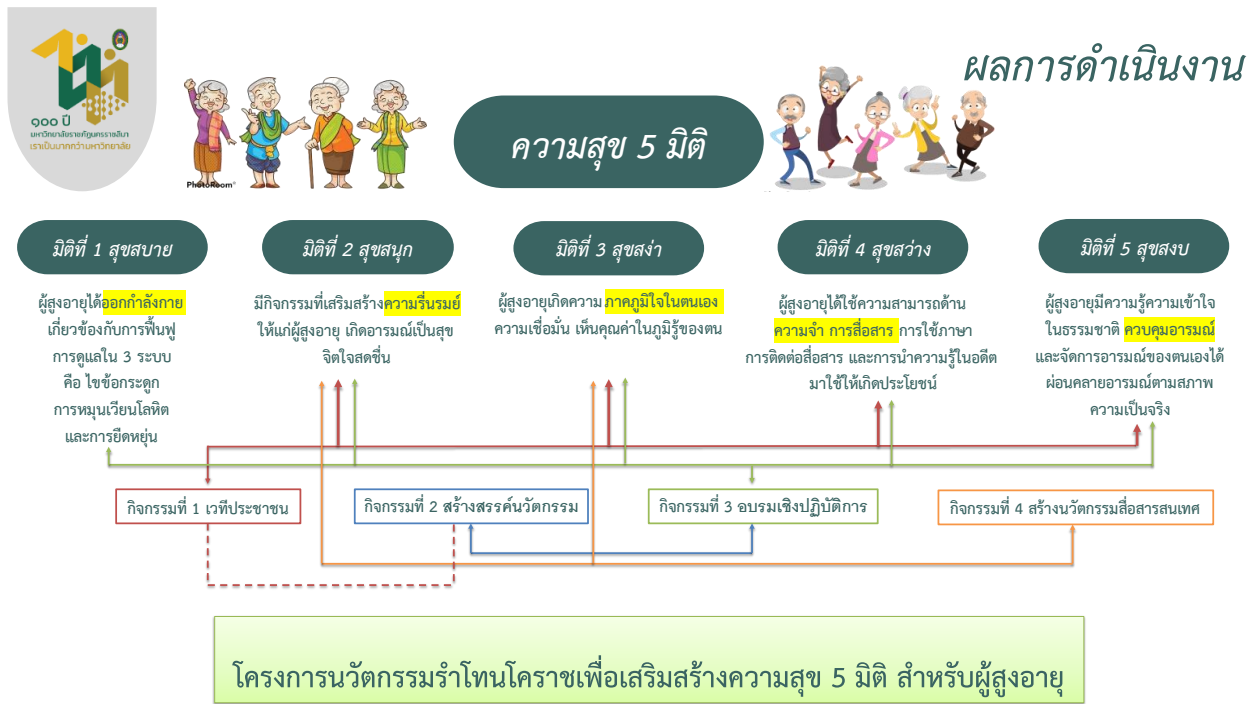 ๑๐๐ ปี
มหาวิทยาลัยราชภัฏนครราชสีมา
เราเป็นมากกว่ามหาวิทยาลัย
PhotoRoom
ผลการดำเนินงาน
ความสุข 5 มิติ
มิติที่ 1 สุขสบาย
ผู้สูงอายุได้ออกกำลังกาย
เกี่ยวข้องกับการฟื้นฟู
การดูแลใน 3 ระบบ
คือ ไขข้อกระดูก
การหมุนเวียนโลหิต
และการยืดหยุ่น
มิติที่ 2 สุขสนุก
มีกิจกรรมที่เสริมสร้างความรื่นรมย์
ให้แก่ผู้สูงอายุ เกิดอารมณ์เป็นสุข
จิตใจสดชื่น
มิติที่ 3 สุขสง่า
ผู้สูงอายุเกิดความ ภาคภูมิใจในตนเอง
ความเชื่อมั่น เห็นคุณค่าในภูมิรู้ของตน
มิติที่ 4 สุขสว่าง
ผู้สูงอายุได้ใช้ความสามารถด้าน
ความจำ การสื่อสาร การใช้ภาษา
การติดต่อสื่อสาร และการนำความรู้ในอดีต
มาใช้ให้เกิดประโยชน์
มิติที่ 5 สุขสงบ
ผู้สูงอายุมีความรู้ความเข้าใจ
ในธรรมชาติ ควบคุมอารมณ์
และจัดการอารมณ์ของตนเองได้
ผ่อนคลายอารมณ์ตามสภาพ
ความเป็นจริง
กิจกรรมที่ 1 เวทีประชาชน
กิจกรรมที่ 2 สร้างสรรค์นวัตกรรม
กิจกรรมที่ 3 อบรมเชิงปฏิบัติการ
กิจกรรมที่ 4 สร้างนวัตกรรมสื่อสารสนเทศ
โครงการนวัตกรรมรำโทนโคราชเพื่อเสริมสร้างความสุข 5 มิติ สำหรับผู้สูงอายุ